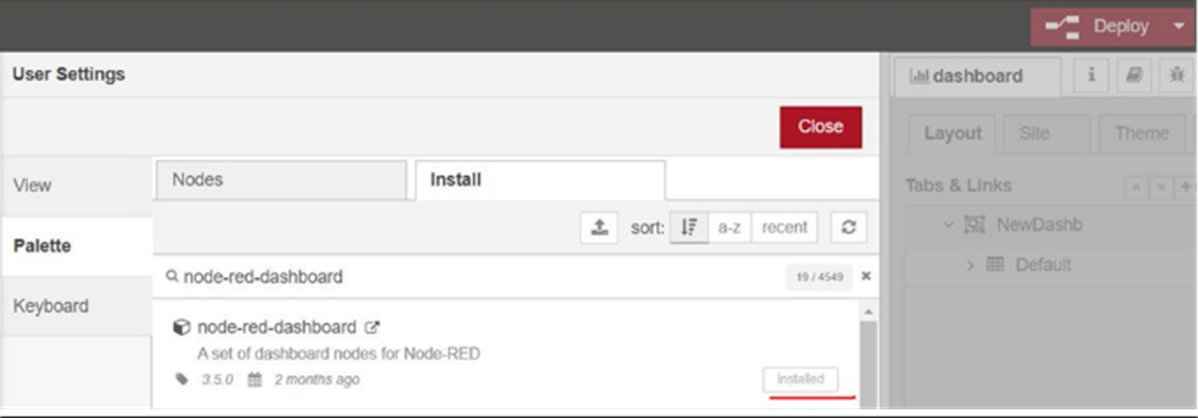 Deploy
User Settings
dashboard
i
Close
Layout Site Theme
View
Nodes Install
Tabs & Links
sort: a-z recent
NewDashb
Palette
Default
node-red-dashboard 19 / 4549
Keyboard
node-red-dashboard
A set of dashboard nodes for Node-RED
3.5.0 2 months ago
installed